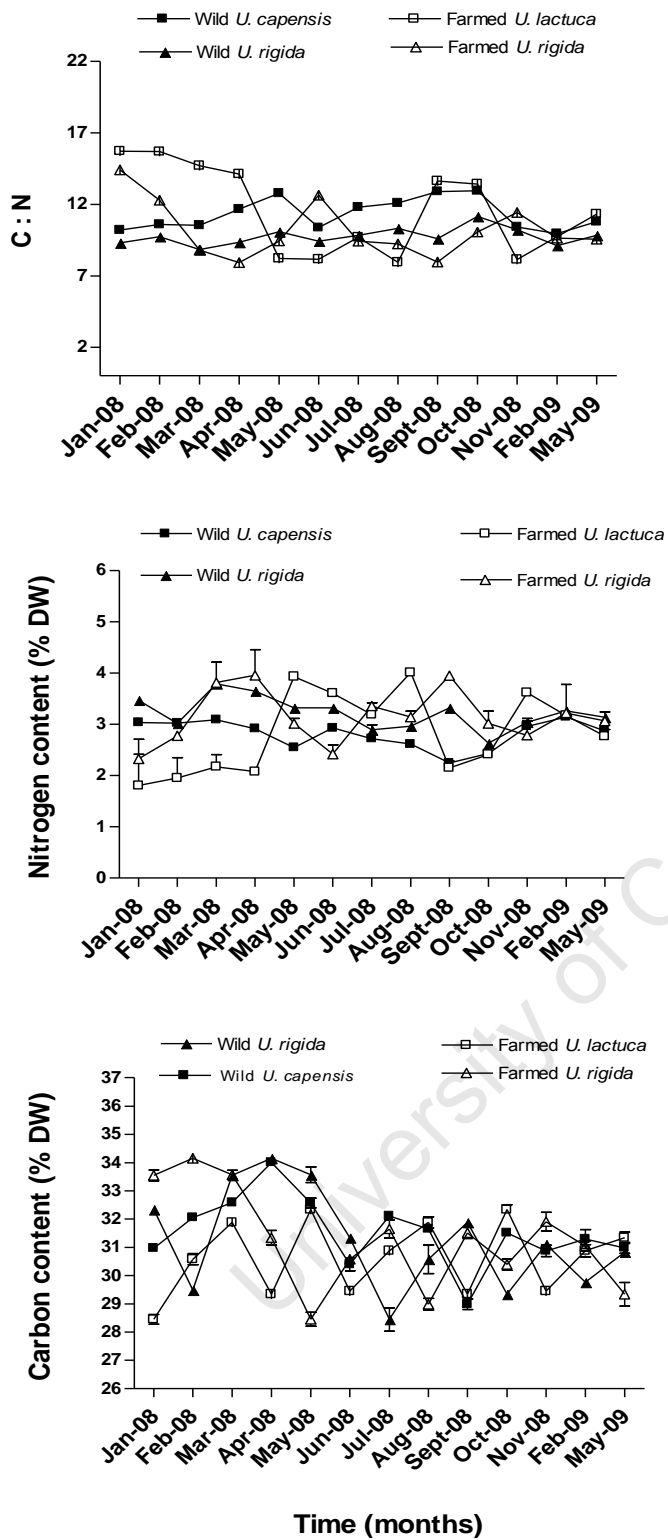 Wild U. capensis
Farmed U. lactuca
Wild U. rigida
Farmed U. rigida
C : N
22
17
12
7
2
Jan-08
Feb-08
Mar-08
Apr-08
May-08
Jun-08
Jul-08
Aug-08
Sept-08
Oct-08
Nov-08
Feb-09
May-09
Wild U. capensis
Farmed U. lactuca
Wild U. rigida
Farmed U. rigida
Nitrogen content (% DW)
6
5
4
3
2
1
0
Jan-08
Feb-08
Mar-08
Apr-08
May-08
Jun-08
Jul-08
Aug-08
Sept-08
Oct-08
Nov-08
Feb-09
May-09
Wild U. rigida
Farmed U. lactuca
Wild U. capensis
Farmed U. rigida
Carbon content (% DW)
37
36
35
34
33
32
31
30
29
28
27
26
Jan-08
Feb-08
Mar-08
Apr-08
May-08
Jun-08
Jul-08
Aug-08
Sept-08
Oct-08
Nov-08
Feb-09
May-09
Time (months)
University of C